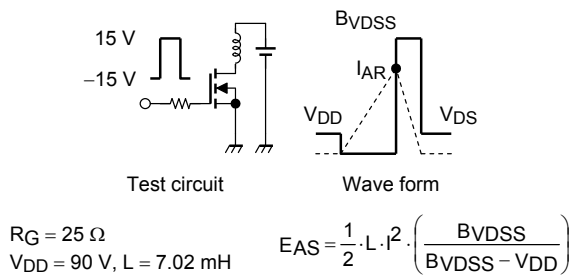 15 V
−15 V
BVDSS
IAR
VDD
VDS
Test circuit
Wave form
RG = 25 Ω
VDD = 90 V, L = 7.02 mH
EAS = 1/2 · L · I² · (BVDSS / (BVDSS − VDD))